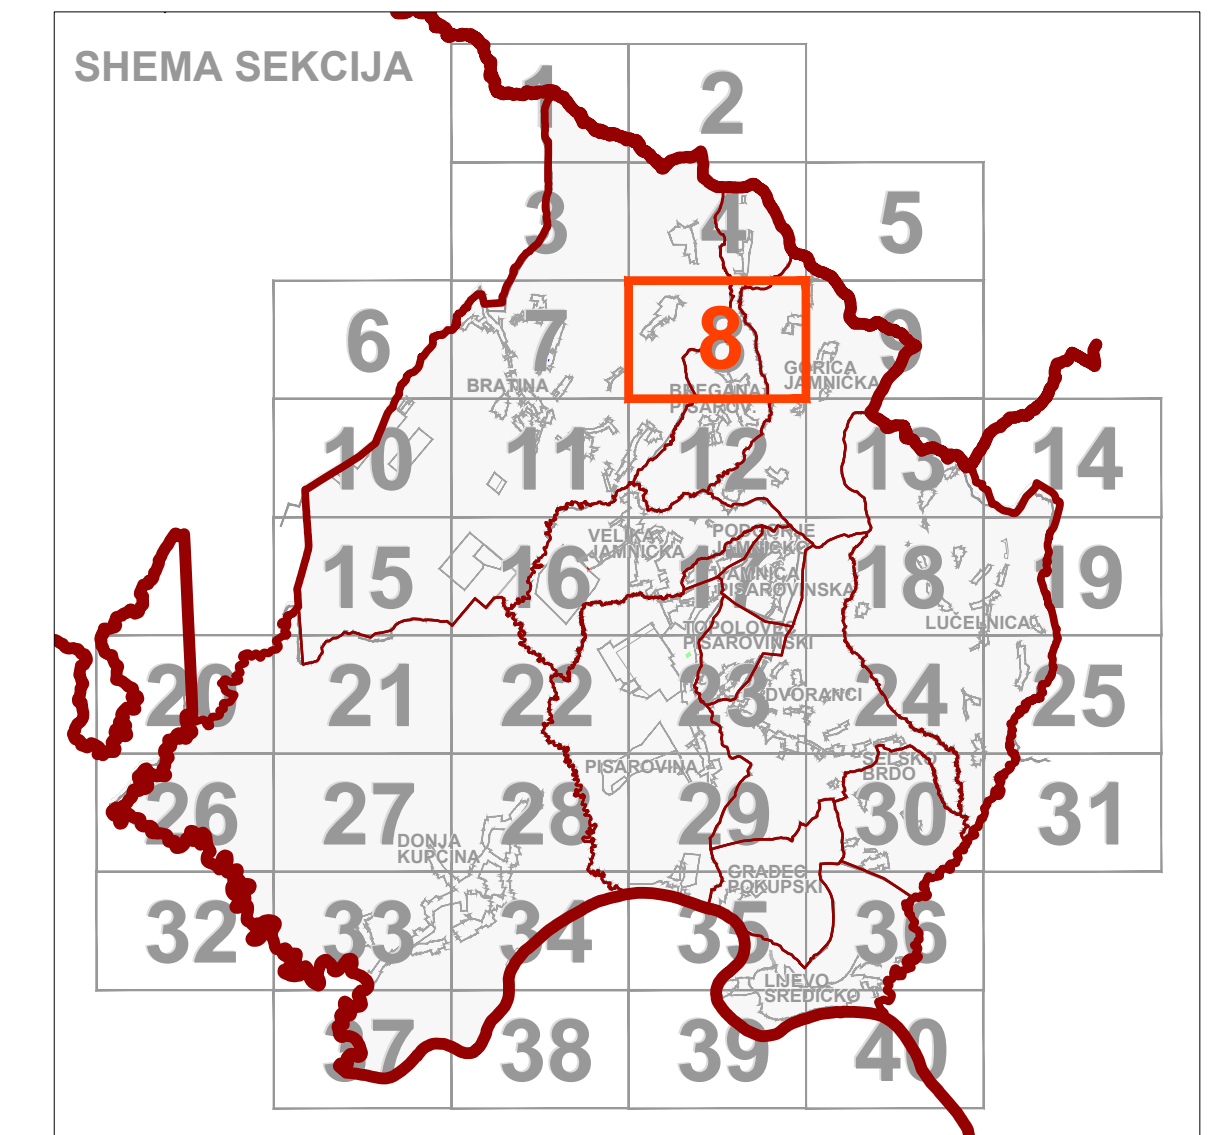 SHEMA SEKCIJA
1
2
3
4
5
6
7
8
9
BRATINA
GORICA
JAMNIČKA
BREGANA
PISAROV.
10
11
12
13
14
VELIKA
JAMNIČKA
PODGORJE
JAMNIČKO
JAMNICA
PISAROVINSKA
15
16
17
18
19
LUČELNICA
TOPOLOVEC
PISAROVINSKI
20
21
22
23
24
25
DVORANCI
PISAROVINA
SELSKO
BRDO
26
27
28
29
30
31
DONJA
KUPČINA
GRADEC
POKUPSKI
32
33
34
35
36
LIJEVO
SREDIČKO
37
38
39
40